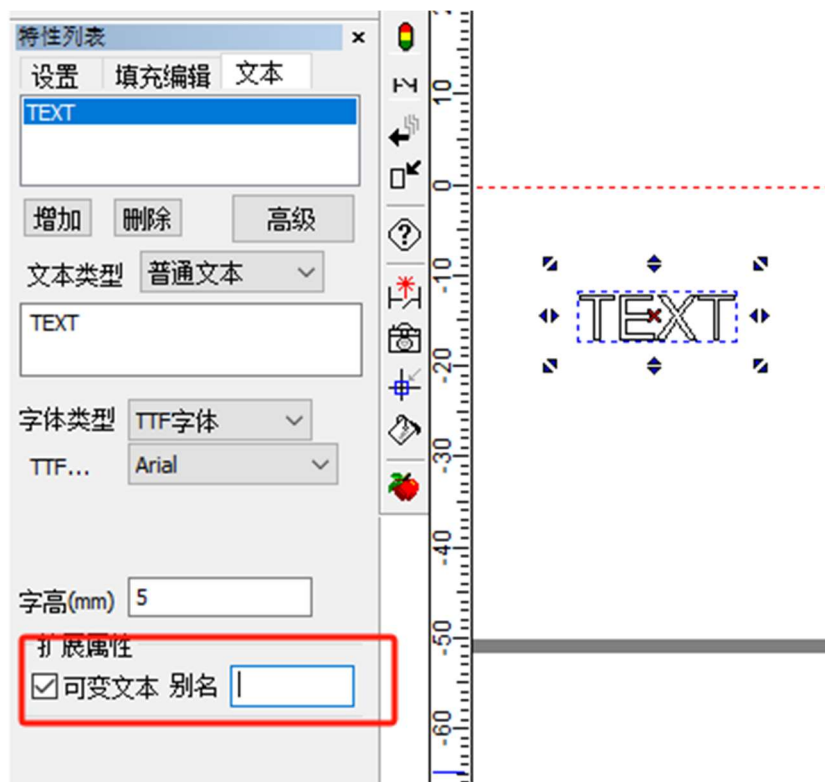 特性列表
设置 填充编辑 文本
TEXT
增加 删除 高级
文本类型 普通文本
TEXT
字体类型 TTF字体
TTF... Arial
字高(mm) 5
扩展属性
可变文本 别名
0
-10
-20
-30
-40
-50
-60
TEXT